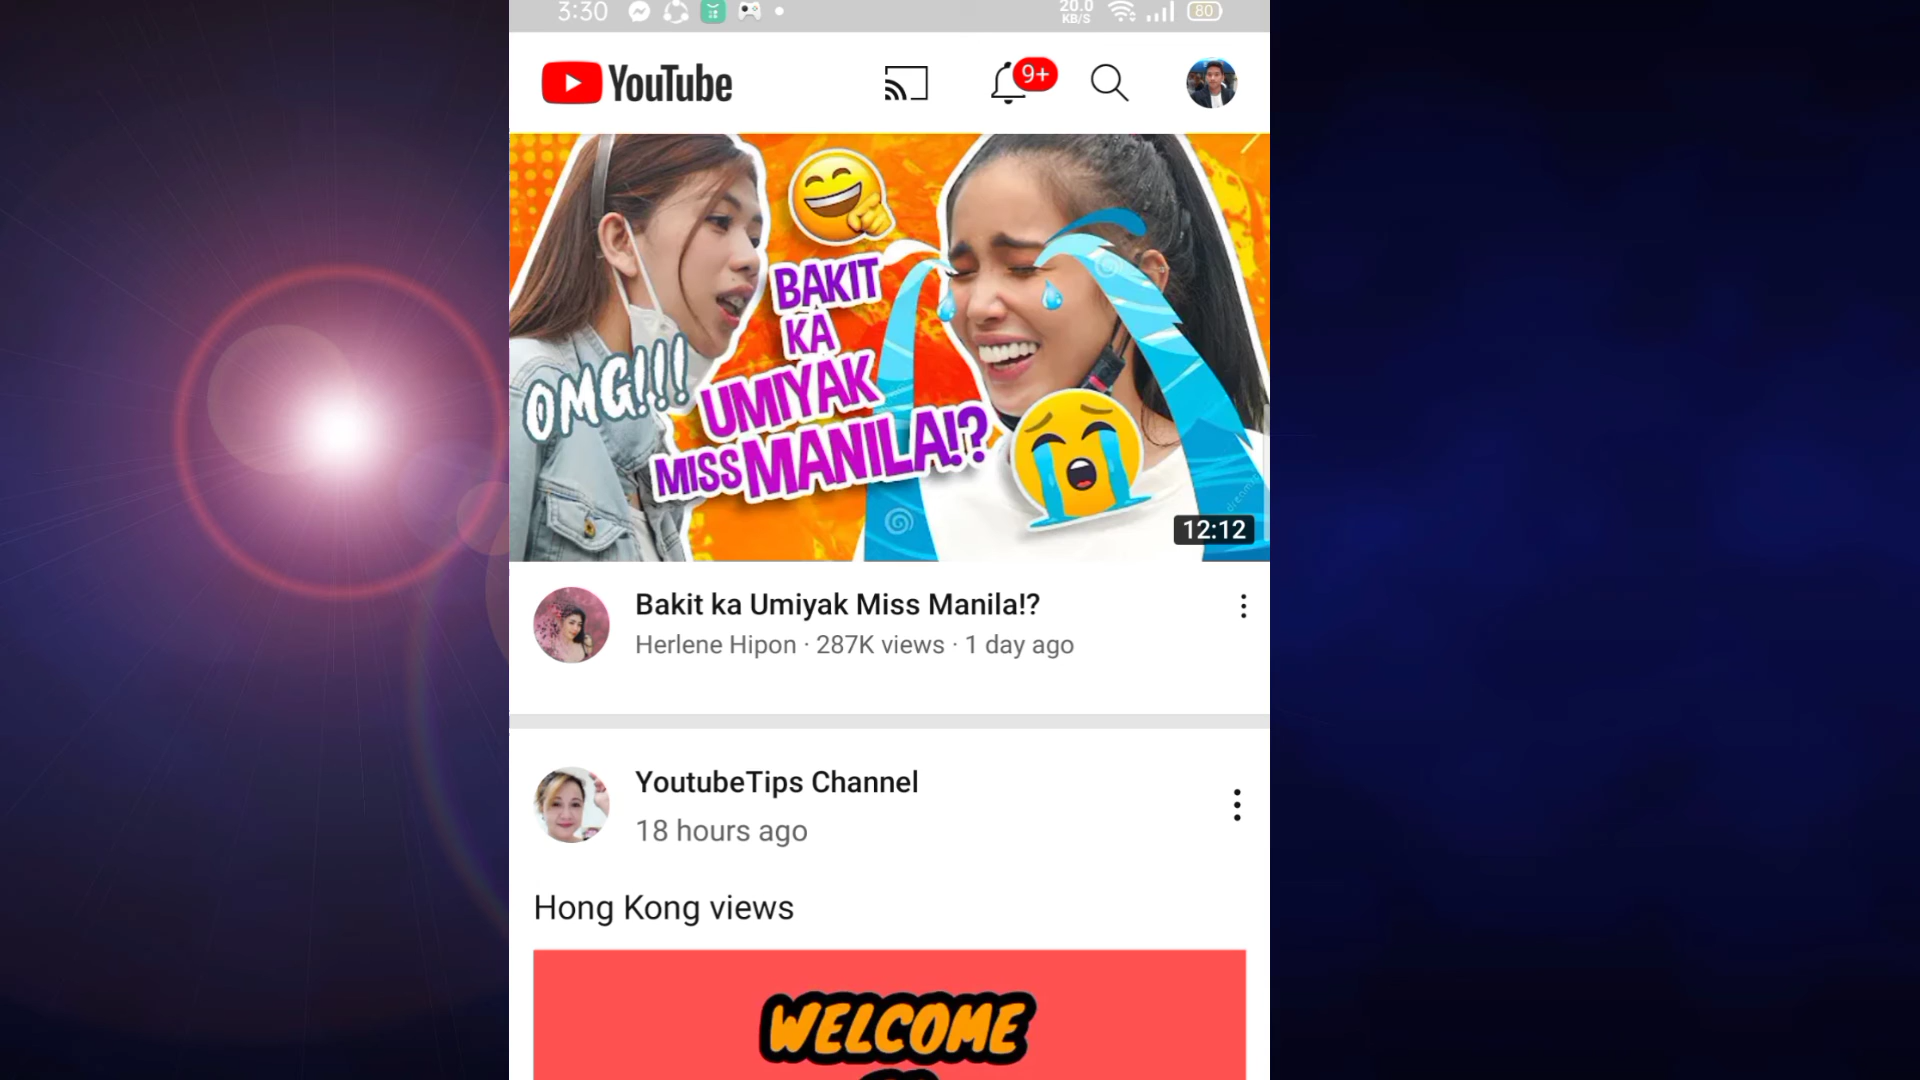 3:30
20.0
KB/S
80
YouTube
9+
BAKIT
KA
UMIYAK
MISS MANILA!?
OMG!!!
12:12
Bakit ka Umiyak Miss Manila!?
Herlene Hipon · 287K views · 1 day ago
YoutubeTips Channel
18 hours ago
Hong Kong views
WELCOME